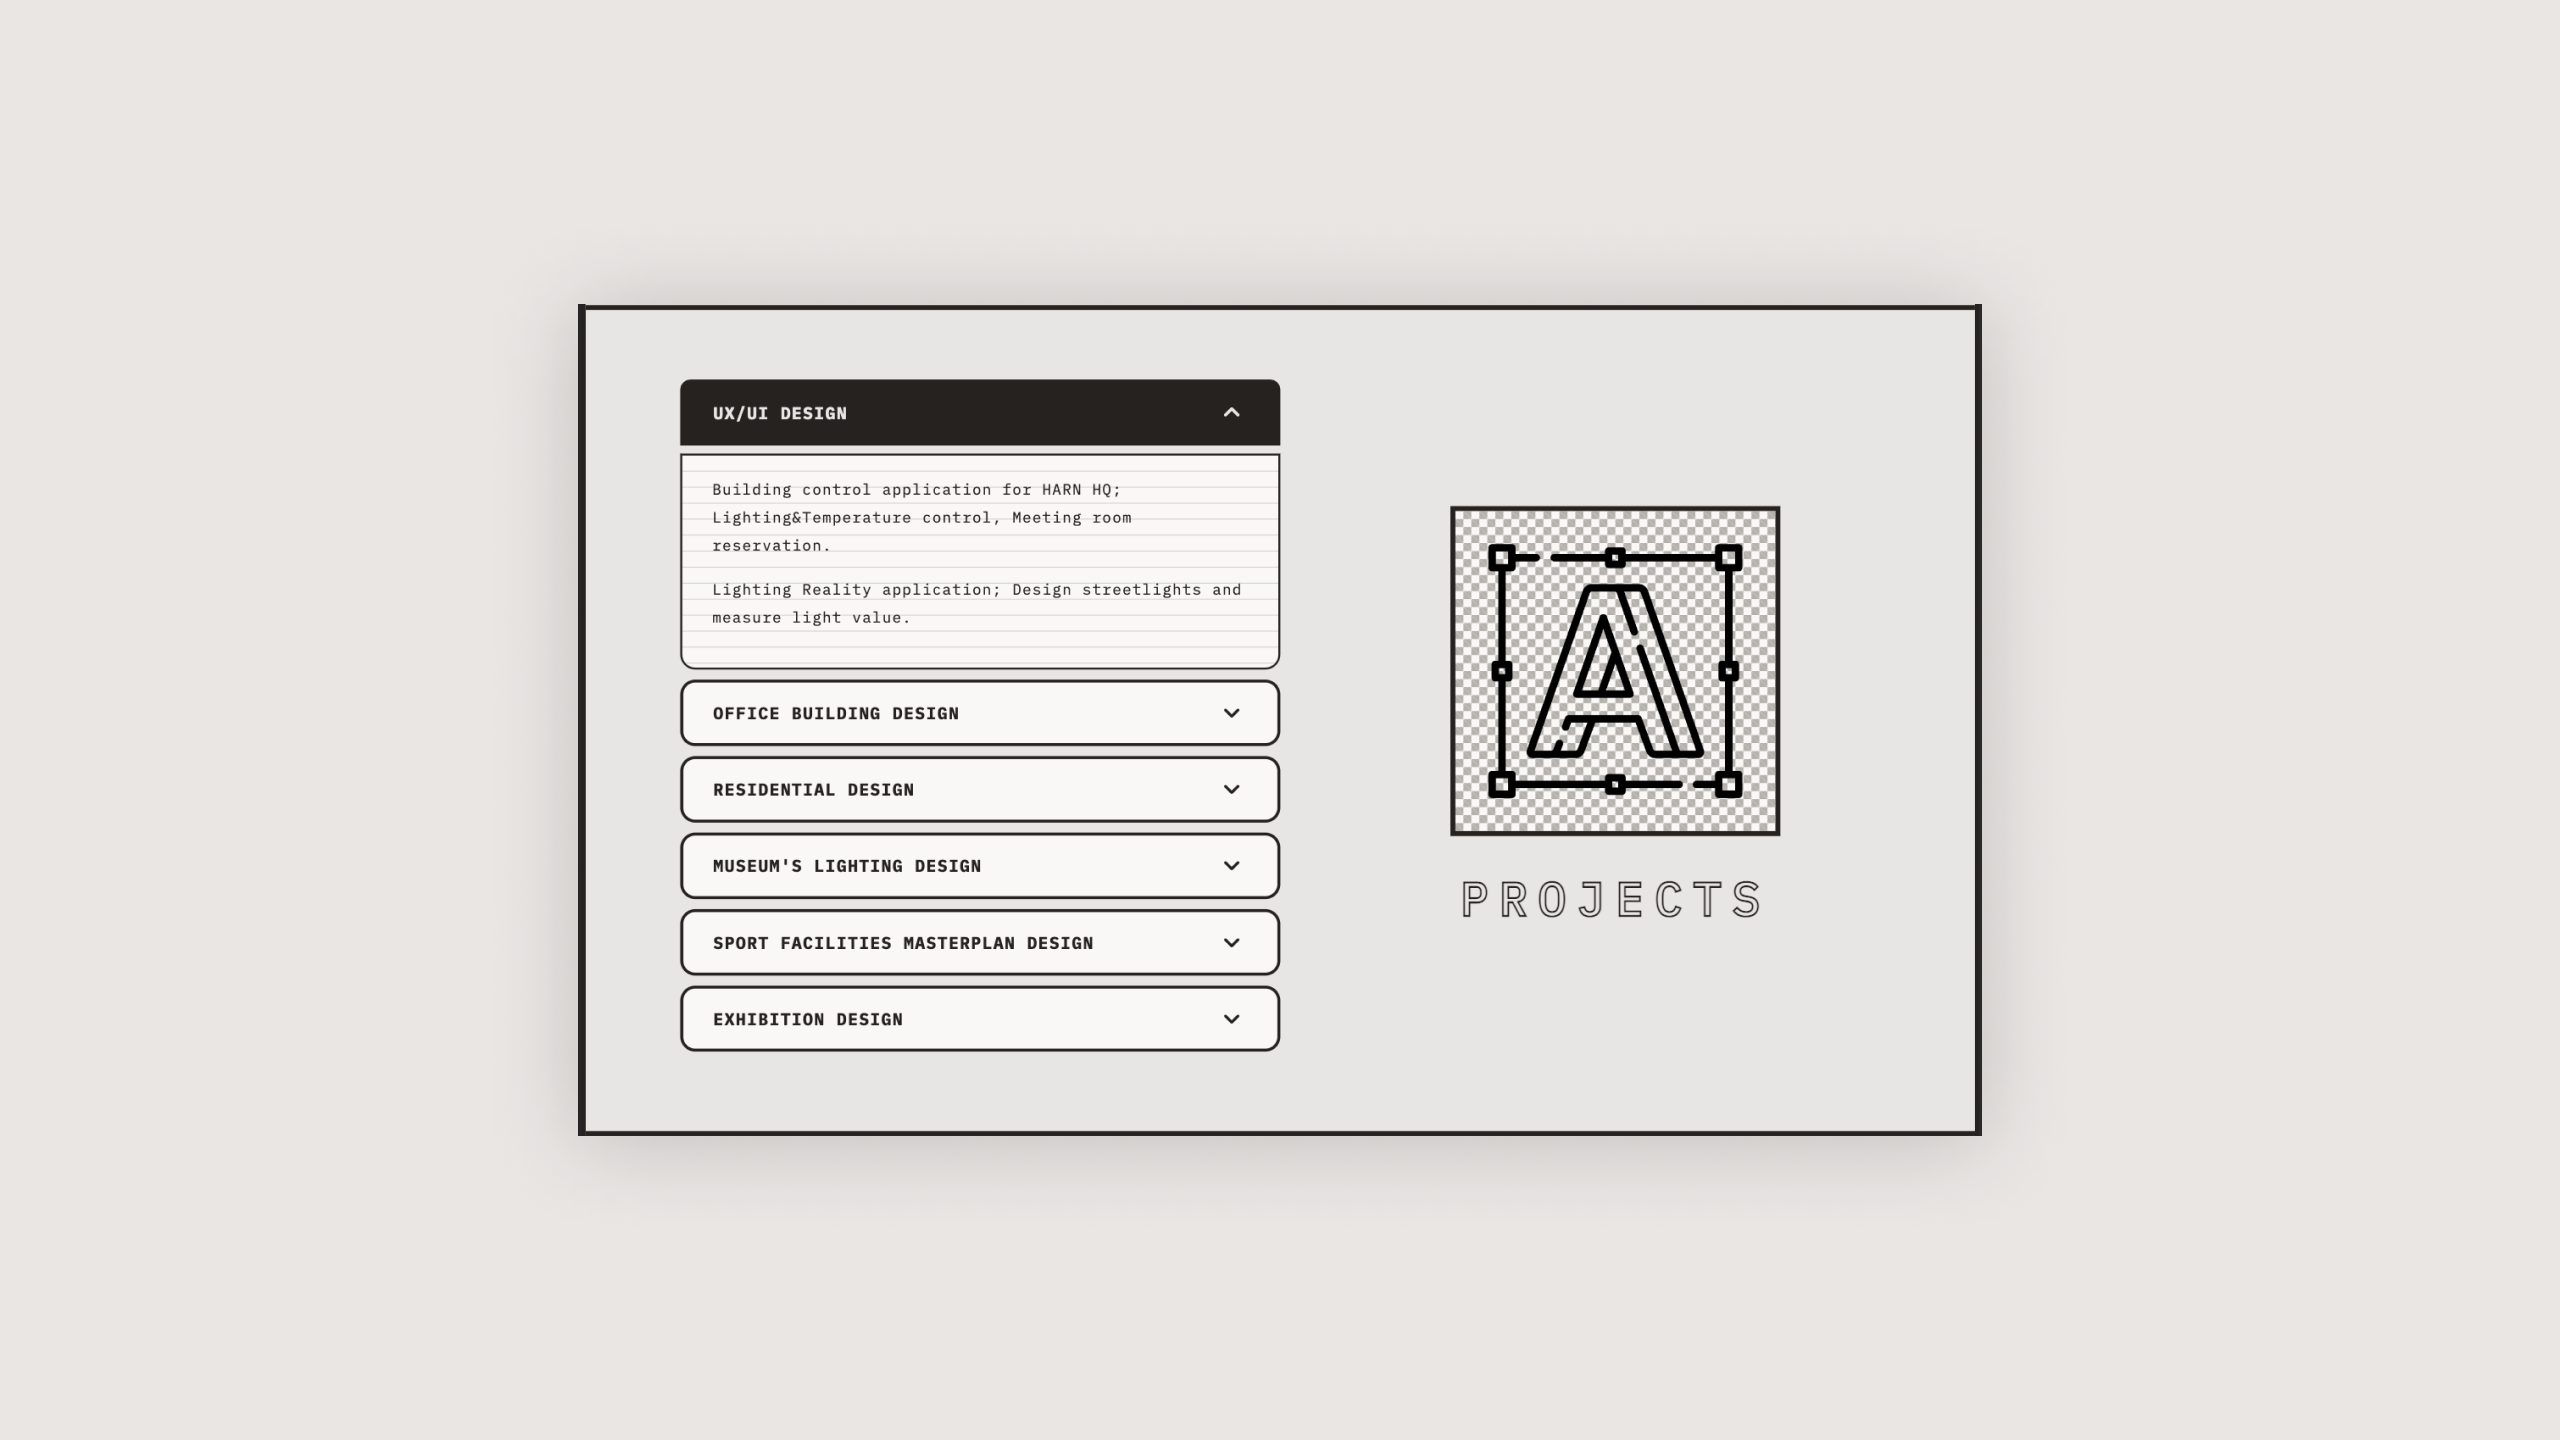 UX/UI DESIGN
Building control application for HARN HQ;
Lighting&Temperature control, Meeting room
reservation.
Lighting Reality application; Design streetlights and
measure light value.
OFFICE BUILDING DESIGN
RESIDENTIAL DESIGN
MUSEUM'S LIGHTING DESIGN
SPORT FACILITIES MASTERPLAN DESIGN
EXHIBITION DESIGN
A
PROJECTS